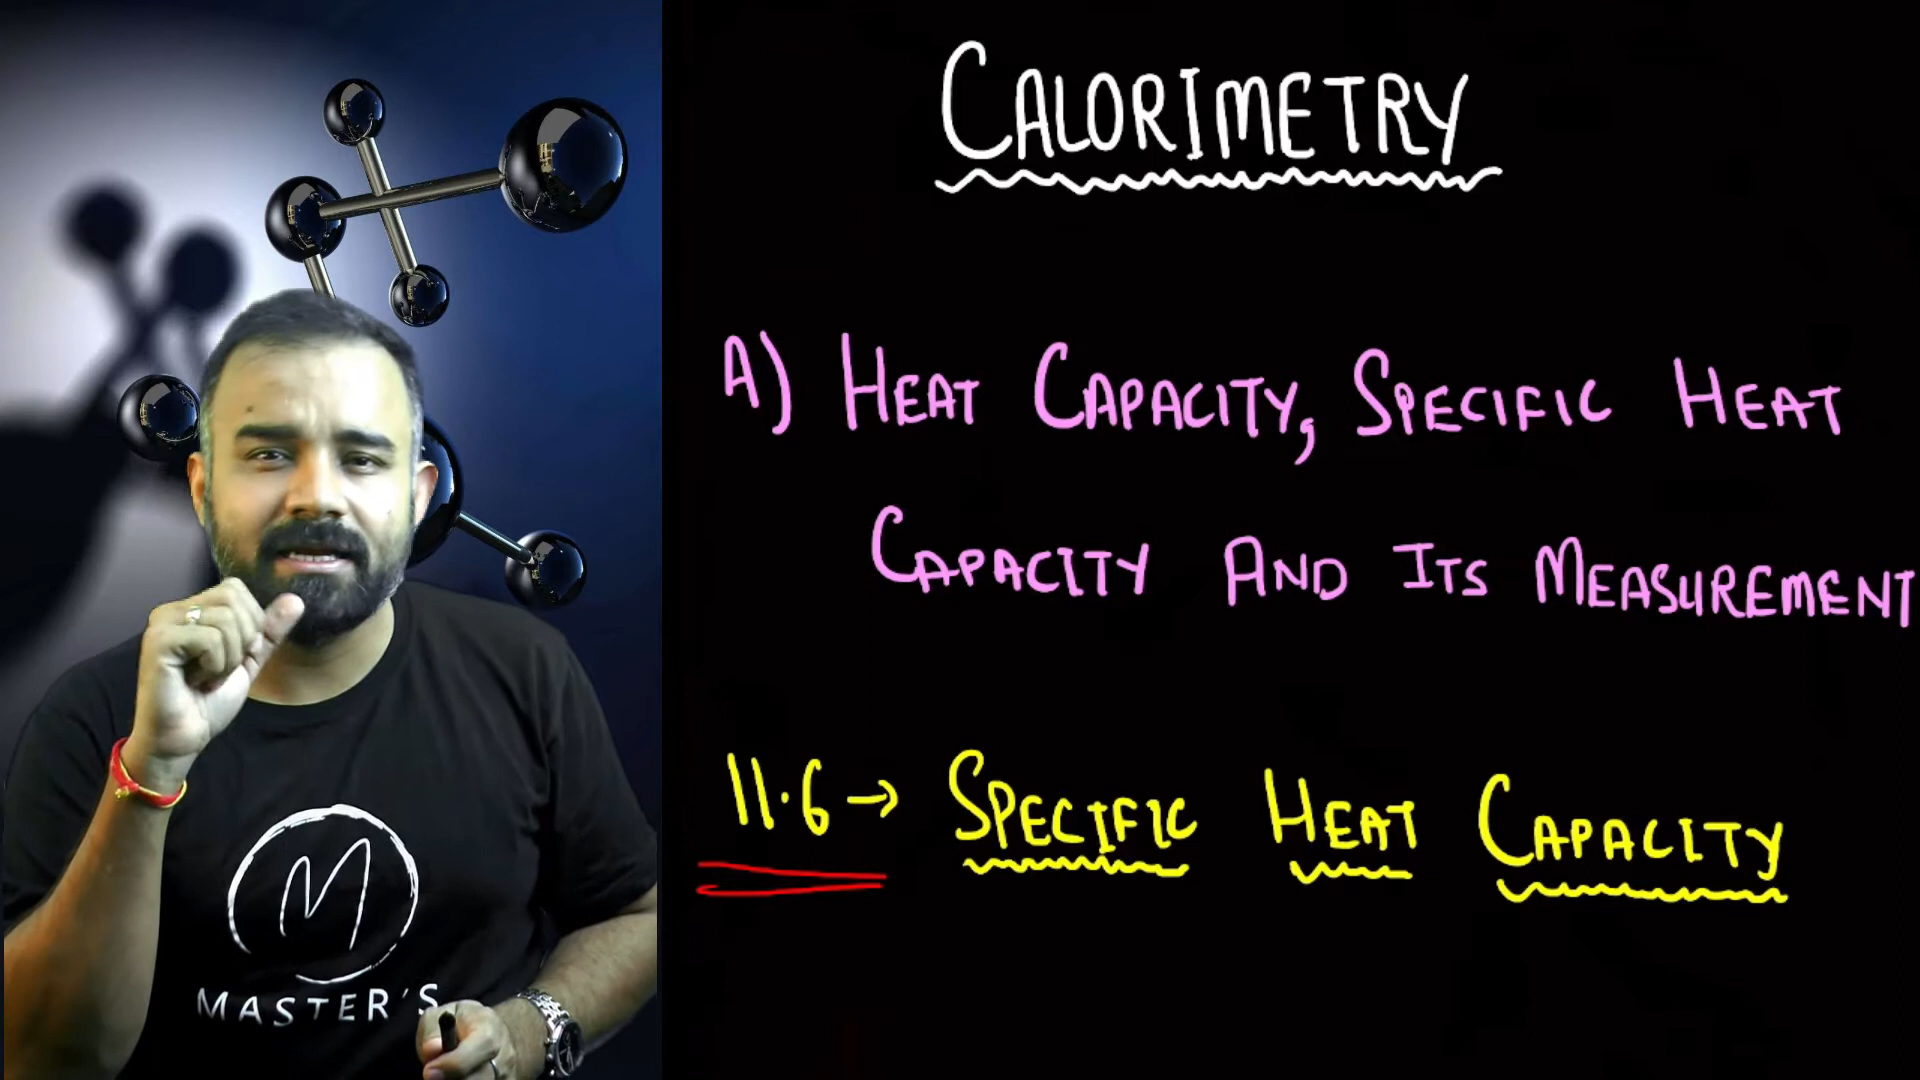 CALORIMETRY
A) HEAT CAPACITY, SPECIFIC HEAT
CAPACITY AND ITS MEASUREMENT
11.6 → SPECIFIC HEAT CAPACITY
M
MASTER'S